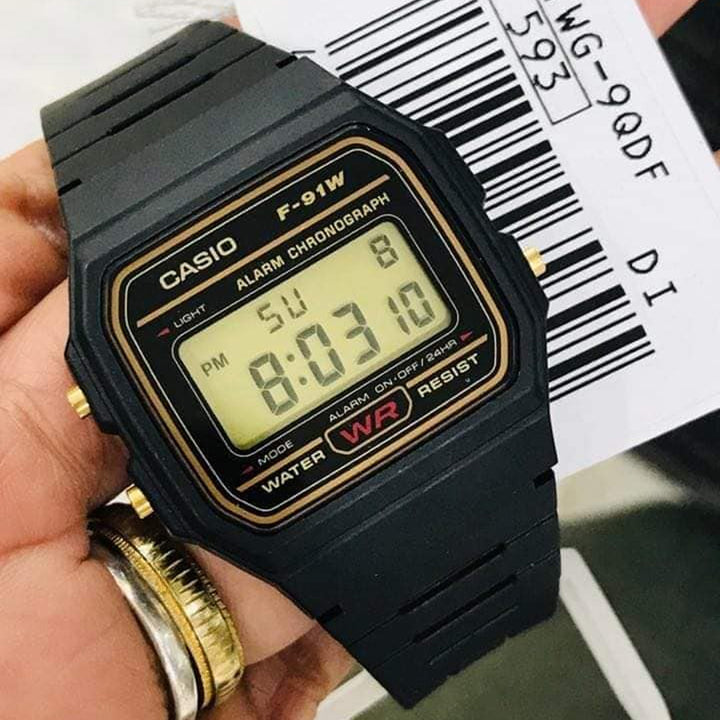 WG-9QDF DI
593
F-91W
CASIO
ALARM CHRONOGRAPH
LIGHT
SU 8
PM 8:03 10
ALARM ON·OFF/24HR
MODE
WATER WR RESIST